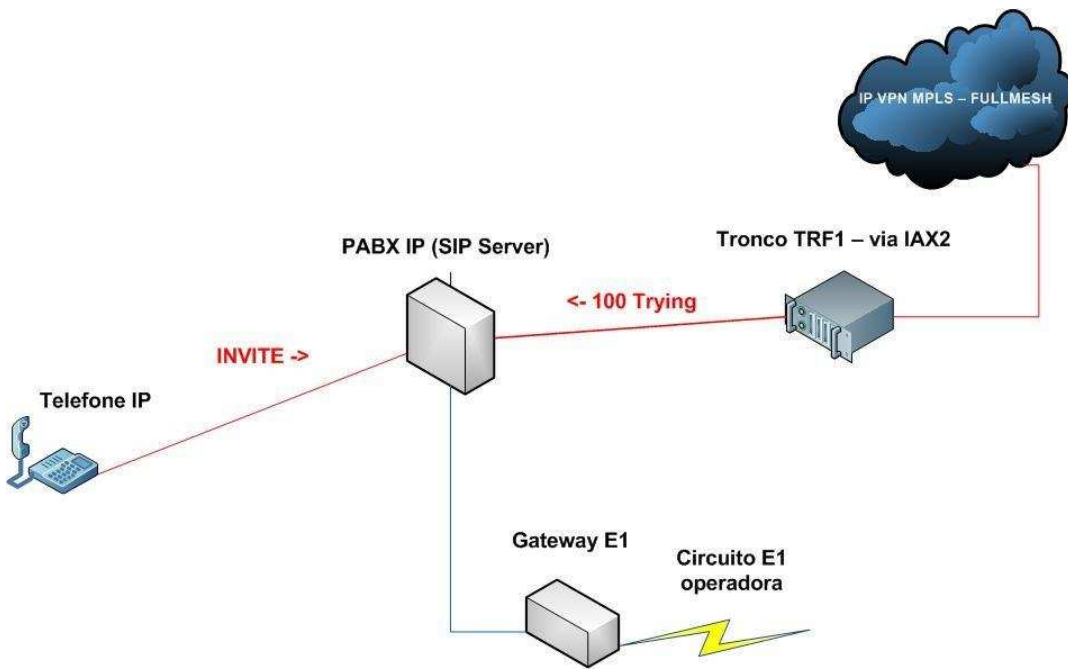 IP VPN MPLS – FULLMESH
Tronco TRF1 – via IAX2
PABX IP (SIP Server)
<- 100 Trying
INVITE ->
Telefone IP
Gateway E1
Circuito E1
operadora